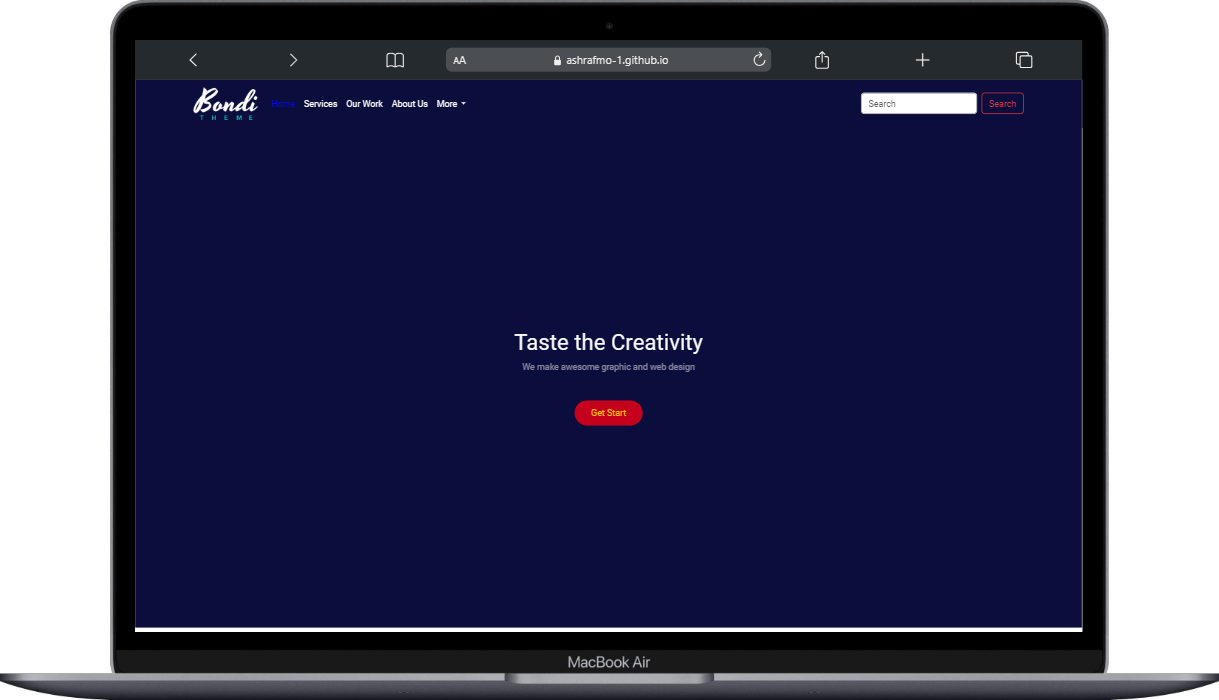 AA ashrafmo-1.github.io
Bondi Home Services Our Work About Us More Search Search
THEME
Taste the Creativity
We make awesome graphic and web design
Get Start
MacBook Air